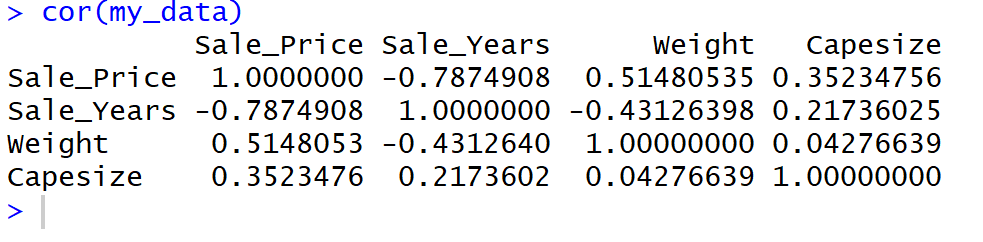 > cor(my_data)
Sale_Price Sale_Years Weight Capesize
Sale_Price 1.0000000 -0.7874908 0.51480535 0.35234756
Sale_Years -0.7874908 1.0000000 -0.43126398 0.21736025
Weight 0.5148053 -0.4312640 1.00000000 0.04276639
Capesize 0.3523476 0.2173602 0.04276639 1.00000000
>